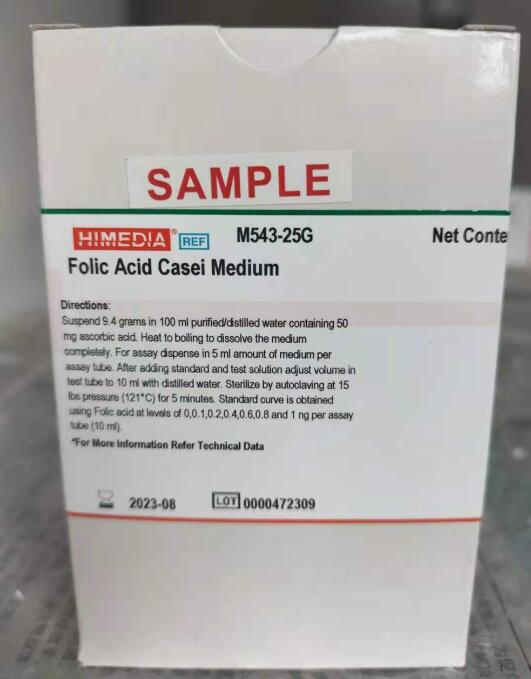 SAMPLE
HIMEDIA® REF M543-25G Net Conte
Folic Acid Casei Medium
Directions:
Suspend 9.4 grams in 100 ml purified/distilled water containing 50
mg ascorbic acid. Heat to boiling to dissolve the medium
completely. For assay dispense in 5 ml amount of medium per
assay tube. After adding standard and test solution adjust volume in
test tube to 10 ml with distilled water. Sterilize by autoclaving at 15
lbs pressure (121°C) for 5 minutes. Standard curve is obtained
using Folic acid at levels of 0,0.1,0.2,0.4,0.6,0.8 and 1 ng per assay
tube (10 ml).
*For More Information Refer Technical Data
2023-08 LOT 0000472309